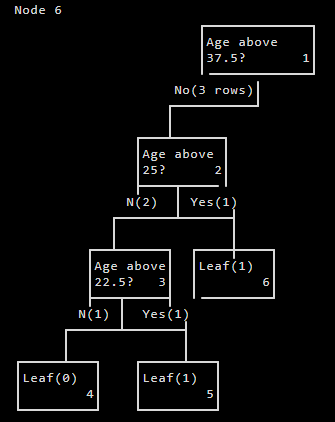 Node 6
Age above
37.5? 1
No(3 rows)
Age above
25? 2
N(2) Yes(1)
Age above
22.5? 3
Leaf(1)
6
N(1) Yes(1)
Leaf(0)
4
Leaf(1)
5